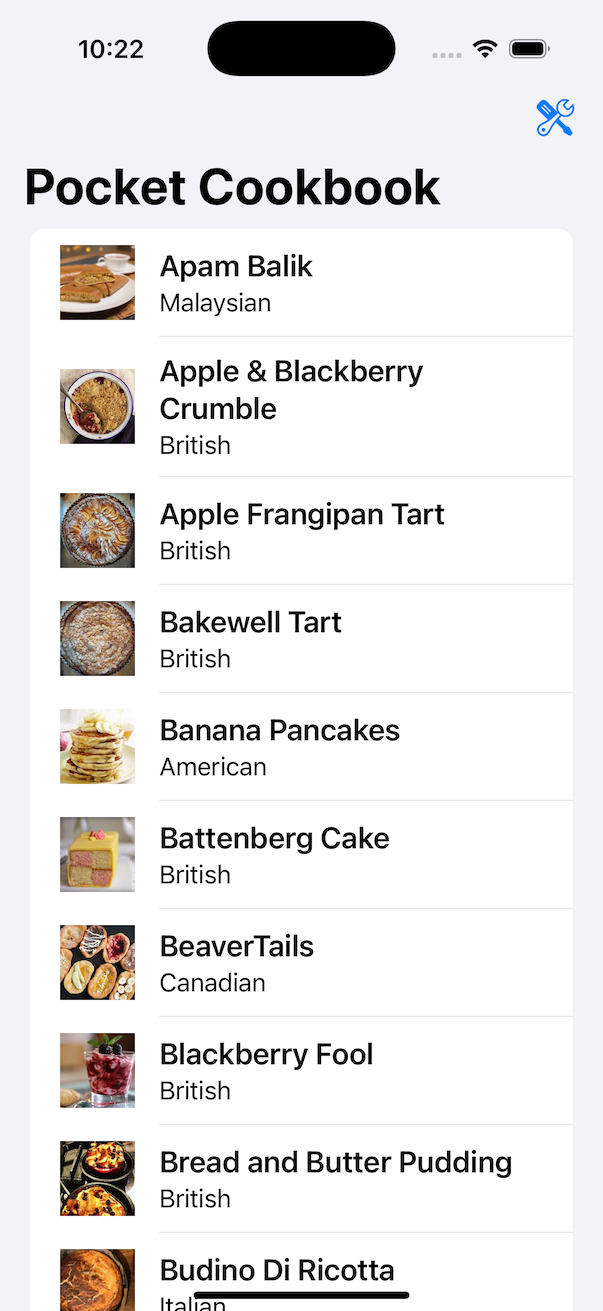 10:22
Pocket Cookbook
Apam Balik
Malaysian
Apple & Blackberry
Crumble
British
Apple Frangipan Tart
British
Bakewell Tart
British
Banana Pancakes
American
Battenberg Cake
British
BeaverTails
Canadian
Blackberry Fool
British
Bread and Butter Pudding
British
Budino Di Ricotta
Italian